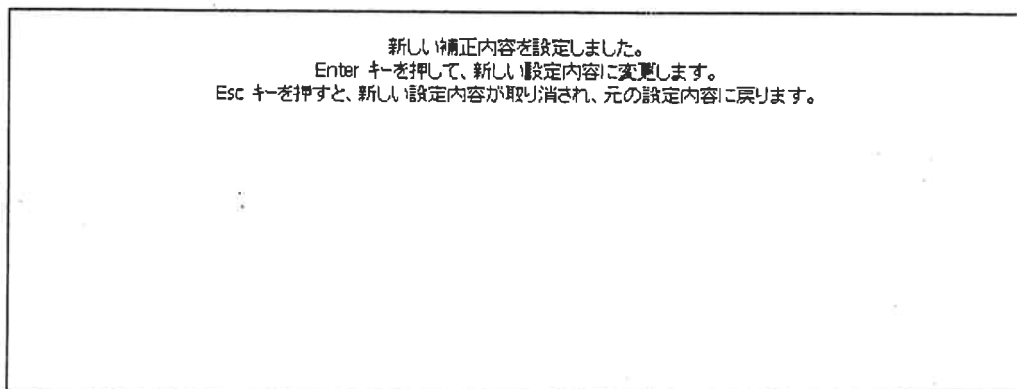 新しい補正内容を設定しました。
Enter キーを押して、新しい設定内容に変更します。
Esc キーを押すと、新しい設定内容が取り消され、元の設定内容に戻ります。